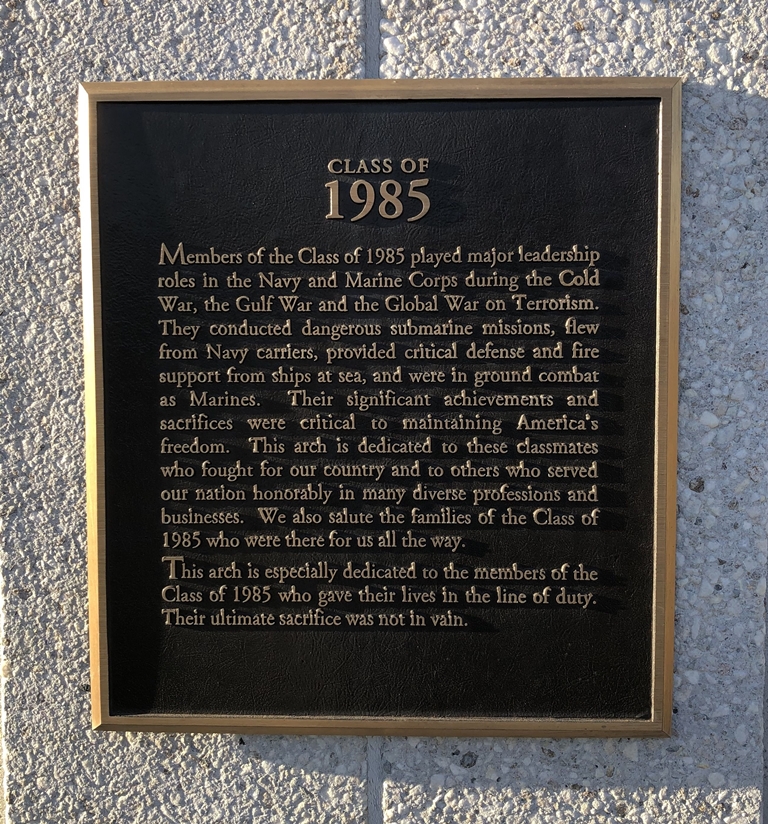 CLASS OF
1985
Members of the Class of 1985 played major leadership
roles in the Navy and Marine Corps during the Cold
War, the Gulf War and the Global War on Terrorism.
They conducted dangerous submarine missions, flew
from Navy carriers, provided critical defense and fire
support from ships at sea, and were in ground combat
as Marines. Their significant achievements and
sacrifices were critical to maintaining America's
freedom. This arch is dedicated to these classmates
who fought for our country and to others who served
our nation honorably in many diverse professions and
businesses. We also salute the families of the Class of
1985 who were there for us all the way.
This arch is especially dedicated to the members of the
Class of 1985 who gave their lives in the line of duty.
Their ultimate sacrifice was not in vain.